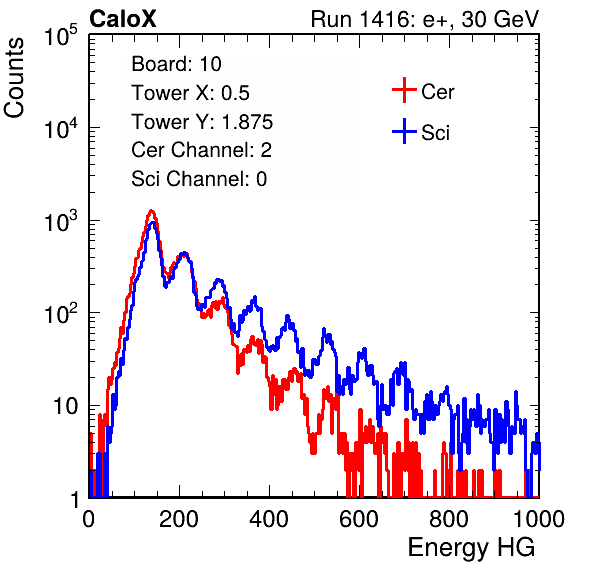 CaloX Run 1416: e+, 30 GeV
Counts
Board: 10
Tower X: 0.5
Tower Y: 1.875
Cer Channel: 2
Sci Channel: 0
Cer
Sci
10^5
10^4
10^3
10^2
10
1
0 200 400 600 800 1000
Energy HG